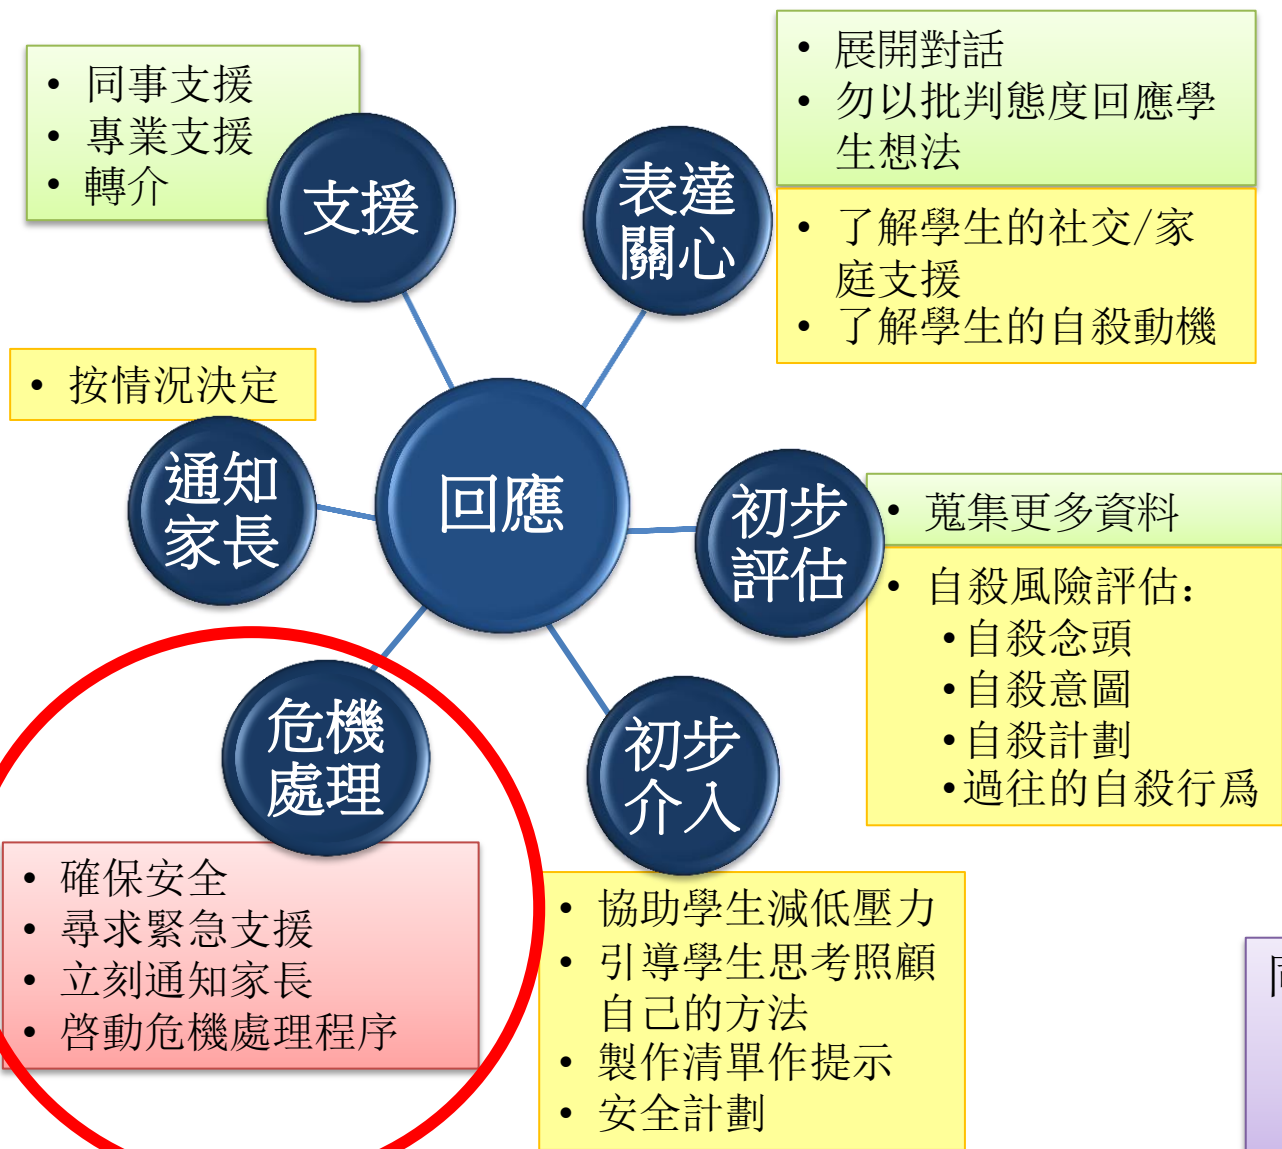 • 同事支援
• 專業支援
• 轉介
支援
表達
關心
• 展開對話
• 勿以批判態度回應學
生想法
• 了解學生的社交/家
庭支援
• 了解學生的自殺動機
• 按情況決定
通知
家長
回應
初步
評估
• 蒐集更多資料
• 自殺風險評估：
•自殺念頭
•自殺意圖
•自殺計劃
•過往的自殺行爲
危機
處理
• 確保安全
• 尋求緊急支援
• 立刻通知家長
• 啓動危機處理程序
初步
介入
• 協助學生減低壓力
• 引導學生思考照顧
自己的方法
• 製作清單作提示
• 安全計劃